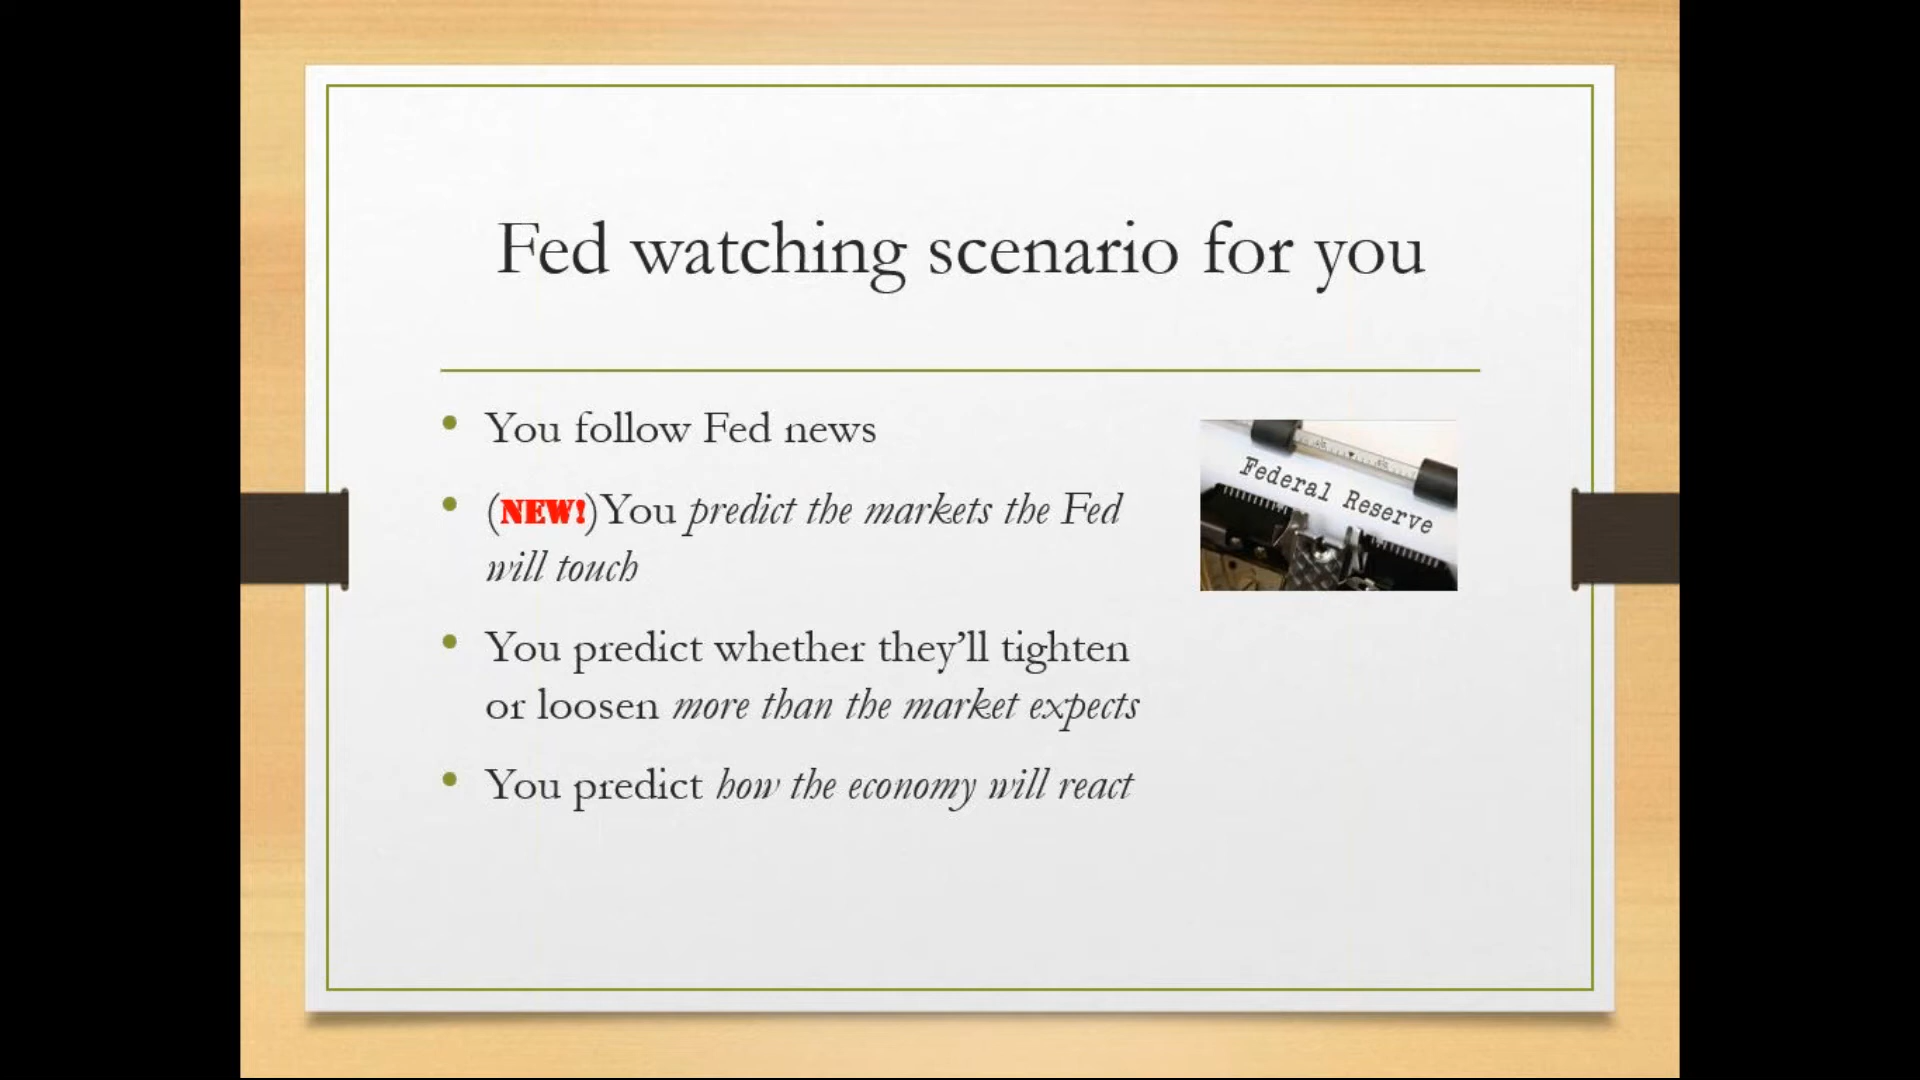 Fed watching scenario for you
• You follow Fed news
• (NEW!)You predict the markets the Fed
will touch
• You predict whether they’ll tighten
or loosen more than the market expects
• You predict how the economy will react
Federal Reserve